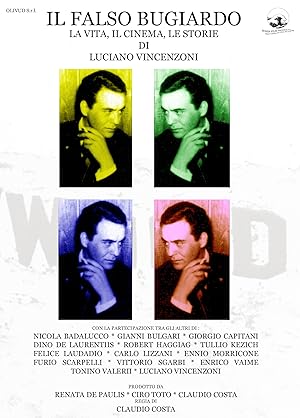 OLIVUD S.r.l.
IL FALSO BUGIARDO
LA VITA, IL CINEMA, LE STORIE
DI
LUCIANO VINCENZONI
CON LA PARTECIPAZIONE TRA GLI ALTRI DI:
NICOLA BADALUCCO * GIANNI BULGARI * GIORGIO CAPITANI
DINO DE LAURENTIIS * ROBERT HAGGIAG * TULLIO KEZICH
FELICE LAUDADIO * CARLO LIZZANI * ENNIO MORRICONE
FURIO SCARPELLI * VITTORIO SGARBI * ENRICO VAIME
TONINO VALERII * LUCIANO VINCENZONI
PRODOTTO DA
RENATA DE PAULIS * CIRO TOTO * CLAUDIO COSTA
REGIA DI
CLAUDIO COSTA